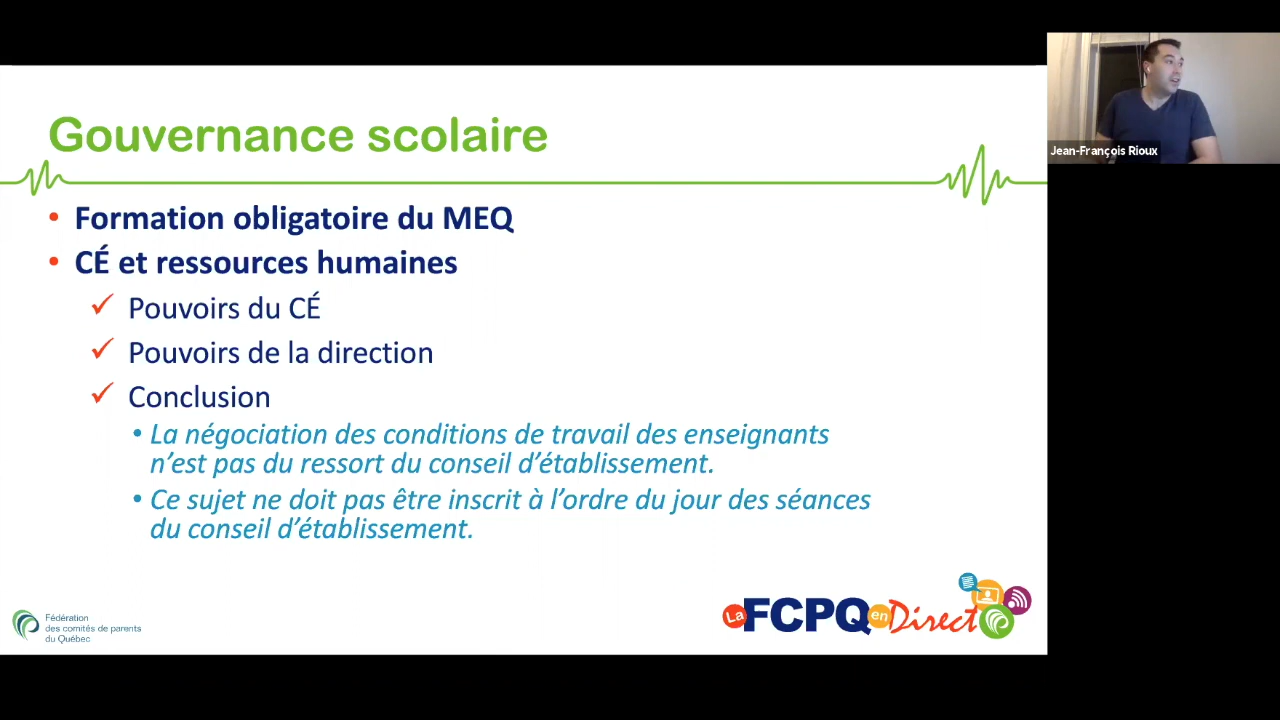 Gouvernance scolaire
Jean-François Rioux
• Formation obligatoire du MEQ
• CÉ et ressources humaines
✓ Pouvoirs du CÉ
✓ Pouvoirs de la direction
✓ Conclusion
• La négociation des conditions de travail des enseignants
n'est pas du ressort du conseil d'établissement.
• Ce sujet ne doit pas être inscrit à l'ordre du jour des séances
du conseil d'établissement.
Fédération
des comités de parents
du Québec
La FCPQ en Direct